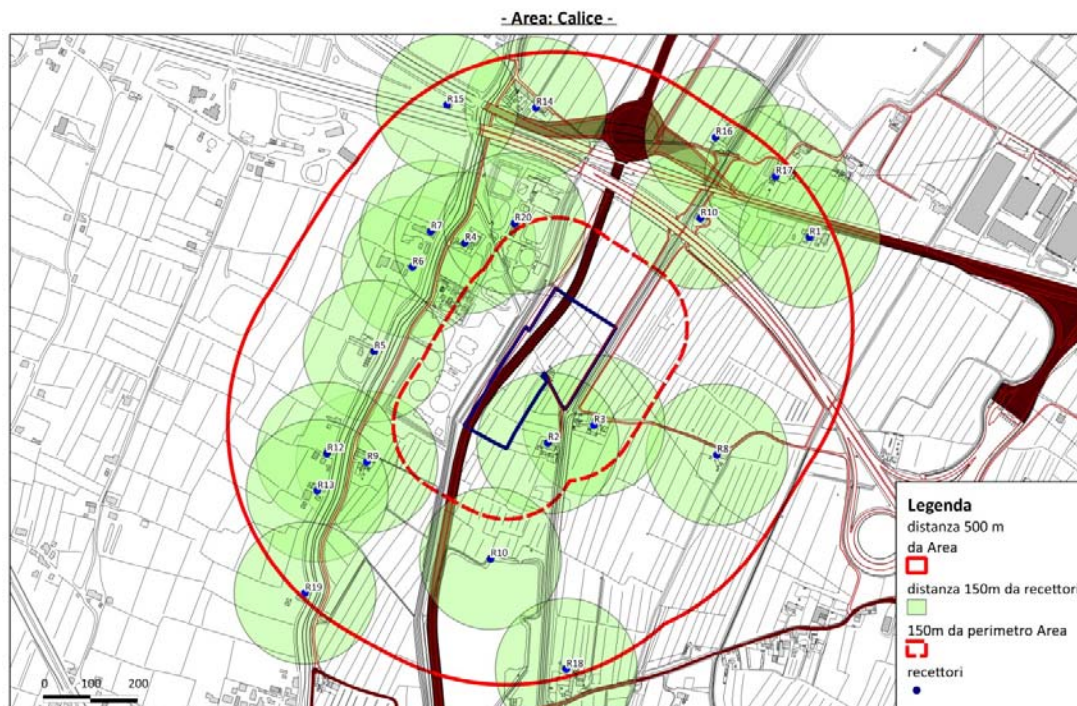 - Area: Calice -
R15
R14
R16
R17
R20
R10
R7
R4
R1
R6
R5
R3
R2
R12
R9
R8
R13
R10
R19
R18
Legenda
distanza 500 m
da Area
distanza 150m da recettori
150m da perimetro Area
recettori
0 100 200